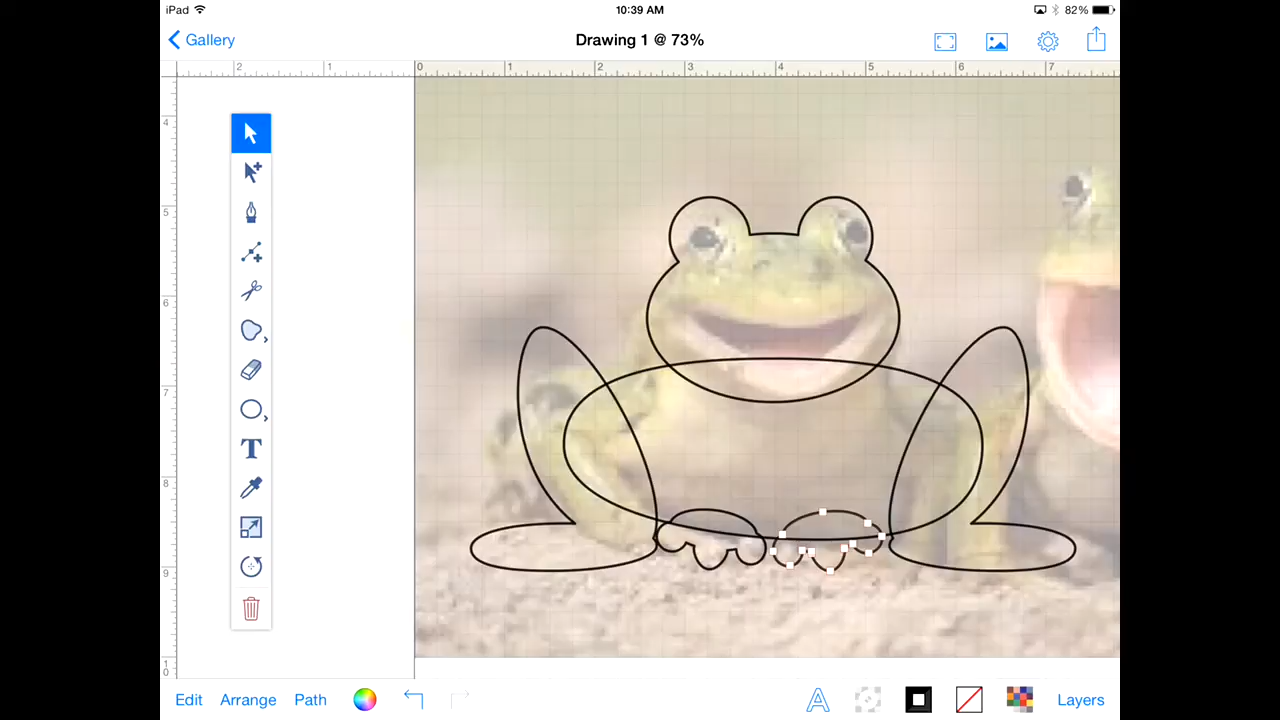 iPad 10:39 AM 82%
Gallery Drawing 1 @ 73%
2 1 0 1 2 3 4 5 6 7
4
5
6
7
8
9
10
T
Edit Arrange Path A Layers